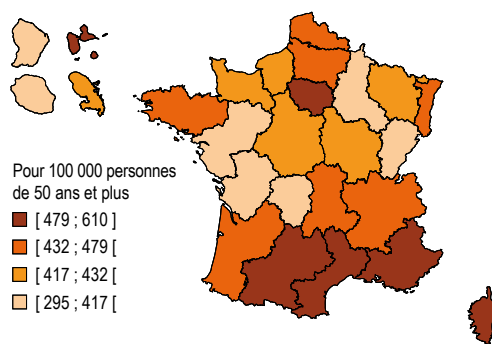 Pour 100 000 personnes
de 50 ans et plus
[ 479 ; 610 ]
[ 432 ; 479 [
[ 417 ; 432 [
[ 295 ; 417 [